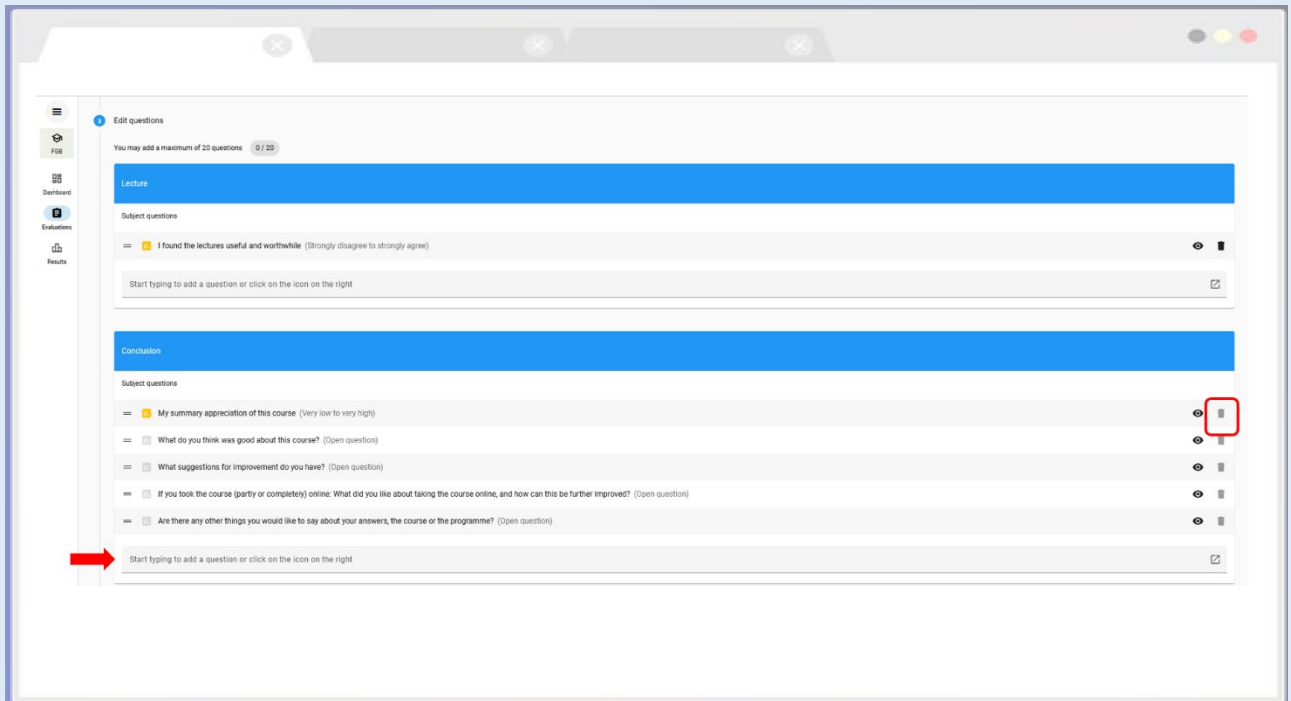 FGB
Dashboard
Evaluations
Results
3 Edit questions
You may add a maximum of 20 questions 0 / 20
Lecture
Subject questions
I found the lectures useful and worthwhile (Strongly disagree to strongly agree)
Start typing to add a question or click on the icon on the right
Conclusion
Subject questions
My summary appreciation of this course (Very low to very high)
What do you think was good about this course? (Open question)
What suggestions for improvement do you have? (Open question)
If you took the course (partly or completely) online: What did you like about taking the course online, and how can this be further improved? (Open question)
Are there any other things you would like to say about your answers, the course or the programme? (Open question)
Start typing to add a question or click on the icon on the right